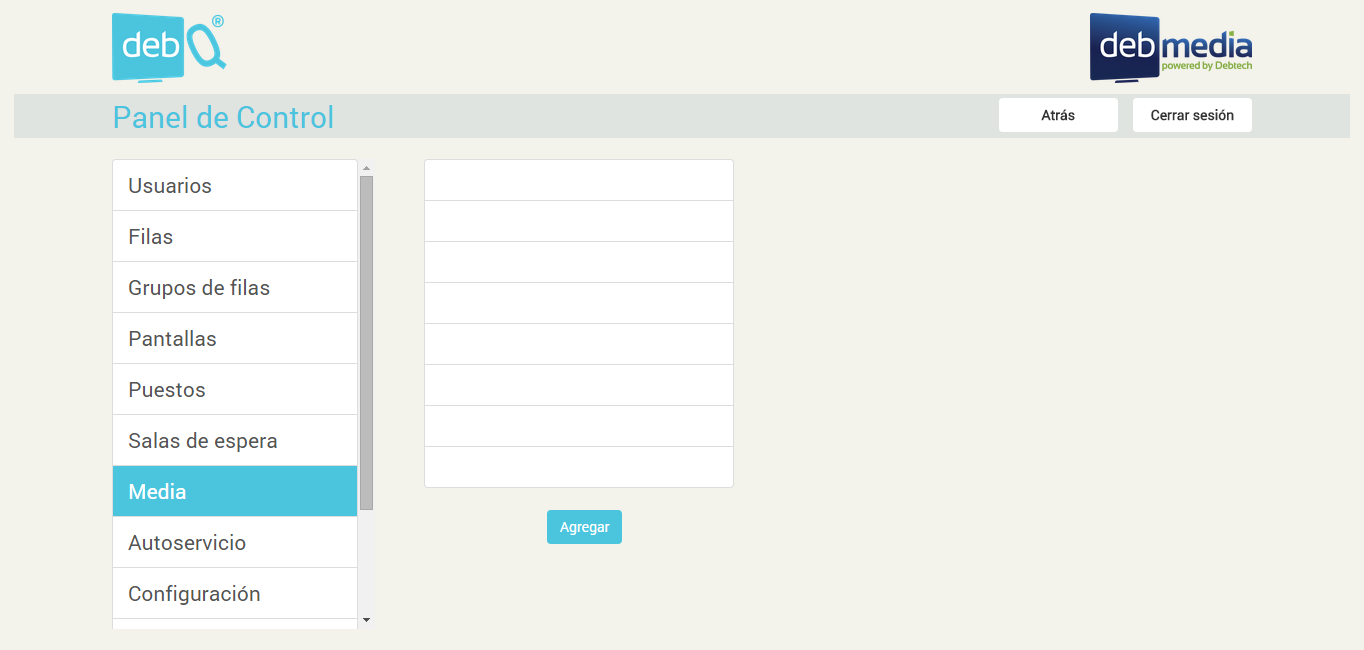 debQ®
debmedia
powered by Debtech
Panel de Control
Atrás
Cerrar sesión
Usuarios
Filas
Grupos de filas
Pantallas
Puestos
Salas de espera
Media
Autoservicio
Configuración
Agregar